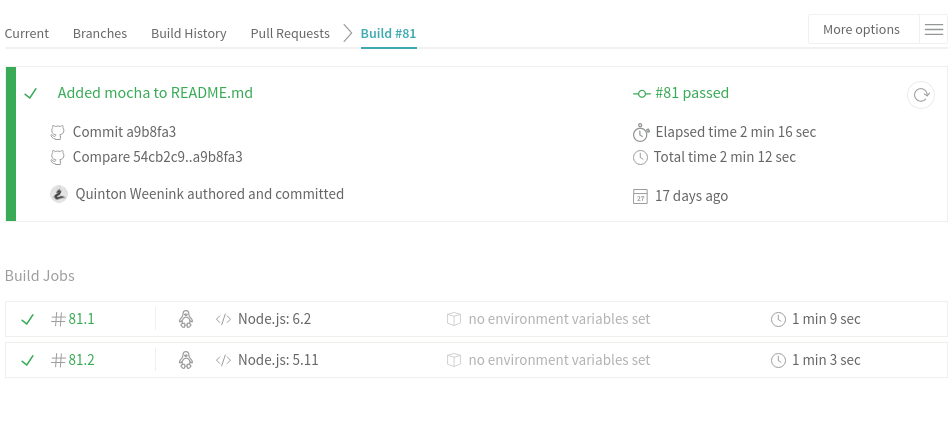 Current Branches Build History Pull Requests Build #81 More options
Added mocha to README.md #81 passed
Commit a9b8fa3 Elapsed time 2 min 16 sec
Compare 54cb2c9..a9b8fa3 Total time 2 min 12 sec
Quinton Weenink authored and committed 27 17 days ago
Build Jobs
# 81.1 </> Node.js: 6.2 no environment variables set 1 min 9 sec
# 81.2 </> Node.js: 5.11 no environment variables set 1 min 3 sec